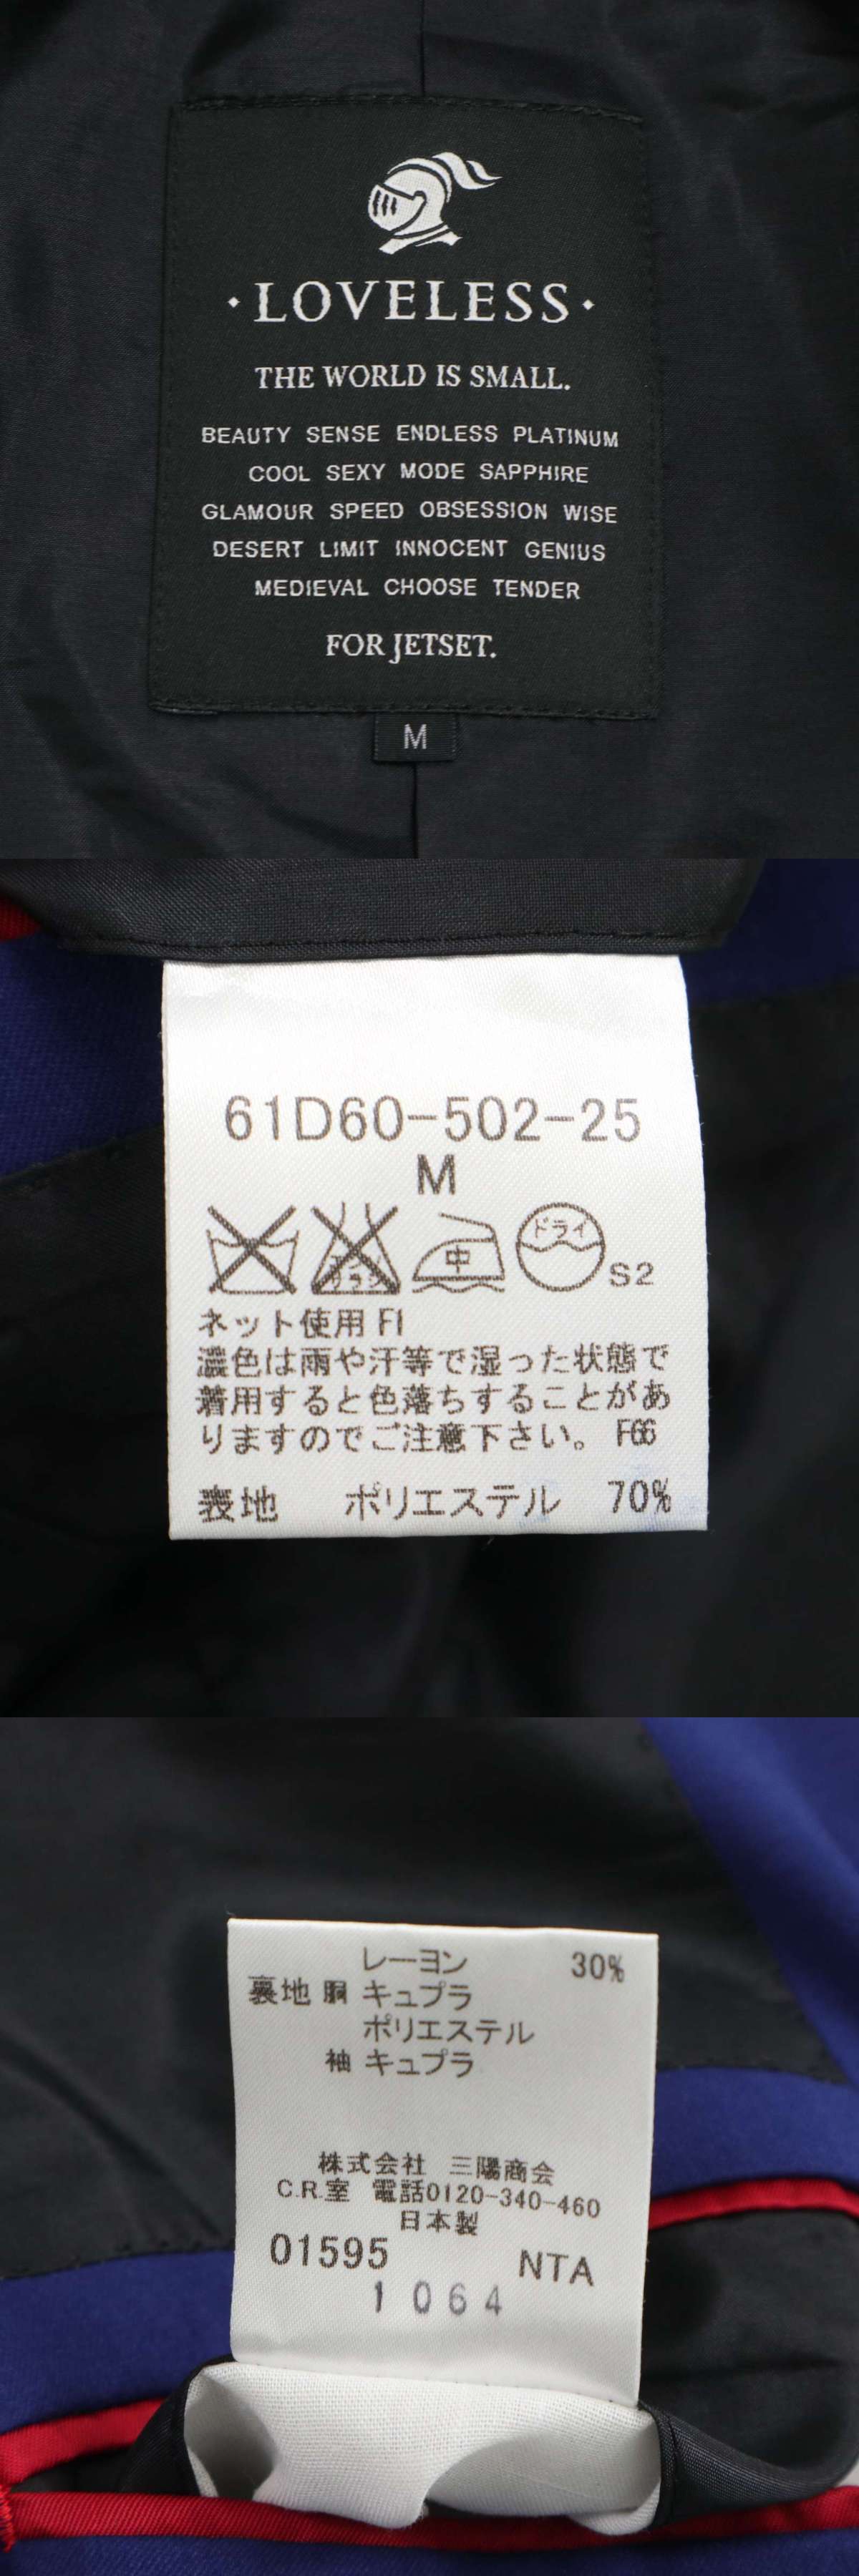 ·LOVELESS·
THE WORLD IS SMALL.
BEAUTY SENSE ENDLESS PLATINUM
COOL SEXY MODE SAPPHIRE
GLAMOUR SPEED OBSESSION WISE
DESERT LIMIT INNOCENT GENIUS
MEDIEVAL CHOOSE TENDER
FOR JETSET.
M
61D60-502-25
M
エンソ
サラシ
中
ドライ
S2
ネット使用 F1
濃色は雨や汗等で湿った状態で
着用すると色落ちすることがあ
りますのでご注意下さい。 F66
表地 ポリエステル 70%
レーヨン 30%
裏地 胴 キュプラ
ポリエステル
袖 キュプラ
株式会社 三陽商会
C.R.室 電話0120-340-460
日本製
01595 NTA
1064